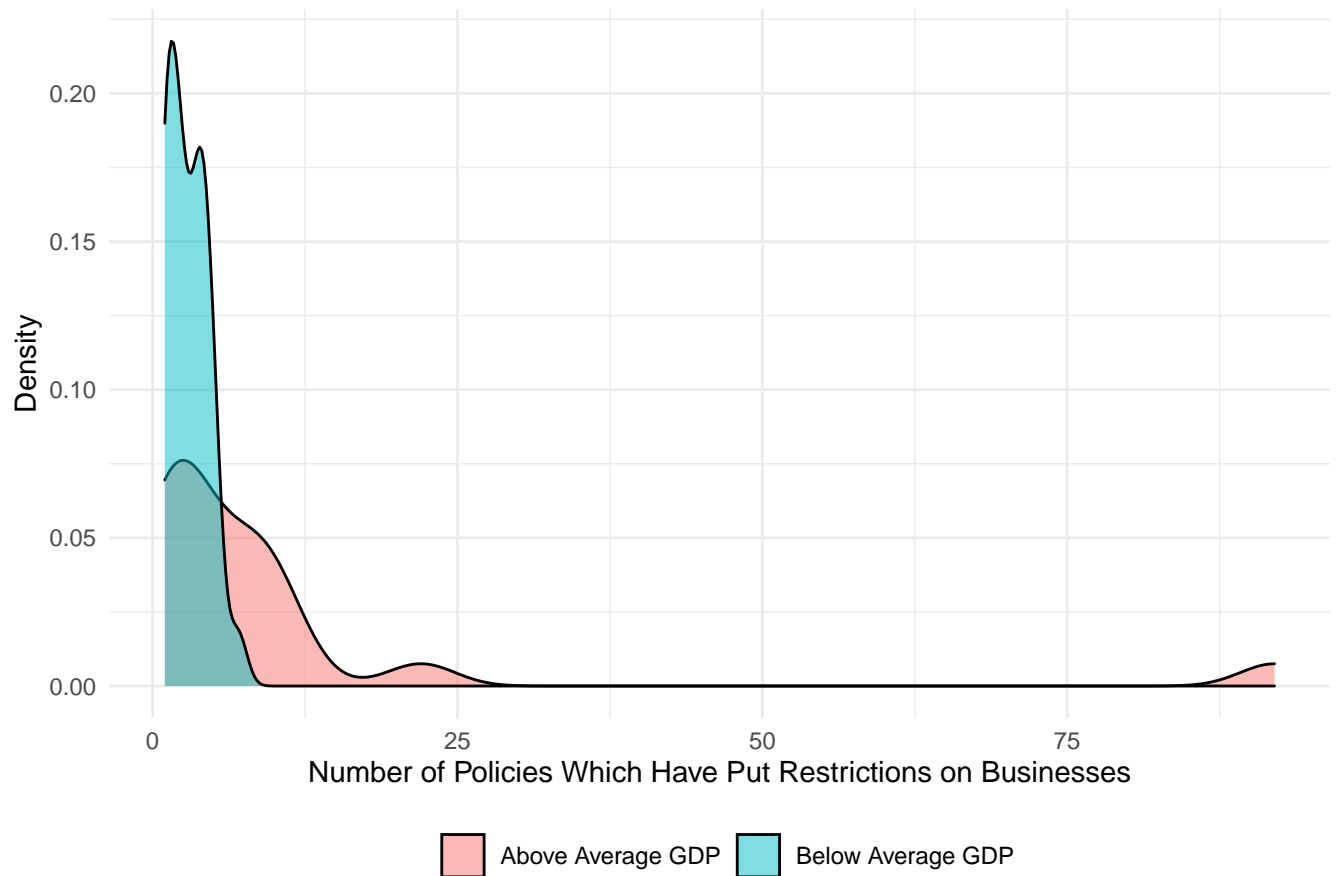 0.20
0.15
0.10
0.05
0.00
Density
0 25 50 75
Number of Policies Which Have Put Restrictions on Businesses
Above Average GDP Below Average GDP